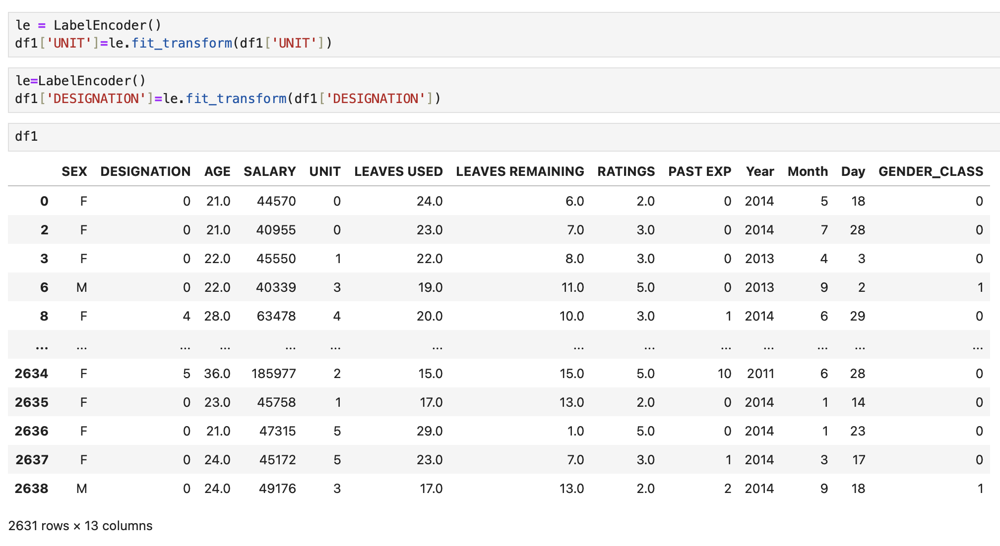 le = LabelEncoder()
df1['UNIT']=le.fit_transform(df1['UNIT'])
le=LabelEncoder()
df1['DESIGNATION']=le.fit_transform(df1['DESIGNATION'])
df1
SEX DESIGNATION AGE SALARY UNIT LEAVES USED LEAVES REMAINING RATINGS PAST EXP Year Month Day GENDER_CLASS
0 F 0 21.0 44570 0 24.0 6.0 2.0 0 2014 5 18 0
2 F 0 21.0 40955 0 23.0 7.0 3.0 0 2014 7 28 0
3 F 0 22.0 45550 1 22.0 8.0 3.0 0 2013 4 3 0
6 M 0 22.0 40339 3 19.0 11.0 5.0 0 2013 9 2 1
8 F 4 28.0 63478 4 20.0 10.0 3.0 1 2014 6 29 0
... ... ... ... ... ... ... ... ... ... ... ... ... ...
2634 F 5 36.0 185977 2 15.0 15.0 5.0 10 2011 6 28 0
2635 F 0 23.0 45758 1 17.0 13.0 2.0 0 2014 1 14 0
2636 F 0 21.0 47315 5 29.0 1.0 5.0 0 2014 1 23 0
2637 F 0 24.0 45172 5 23.0 7.0 3.0 1 2014 3 17 0
2638 M 0 24.0 49176 3 17.0 13.0 2.0 2 2014 9 18 1
2631 rows × 13 columns